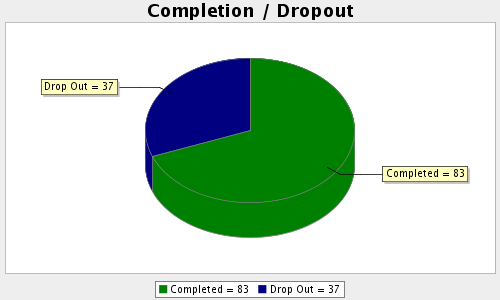 Completion / Dropout
Drop Out = 37
Completed = 83
Completed = 83 Drop Out = 37